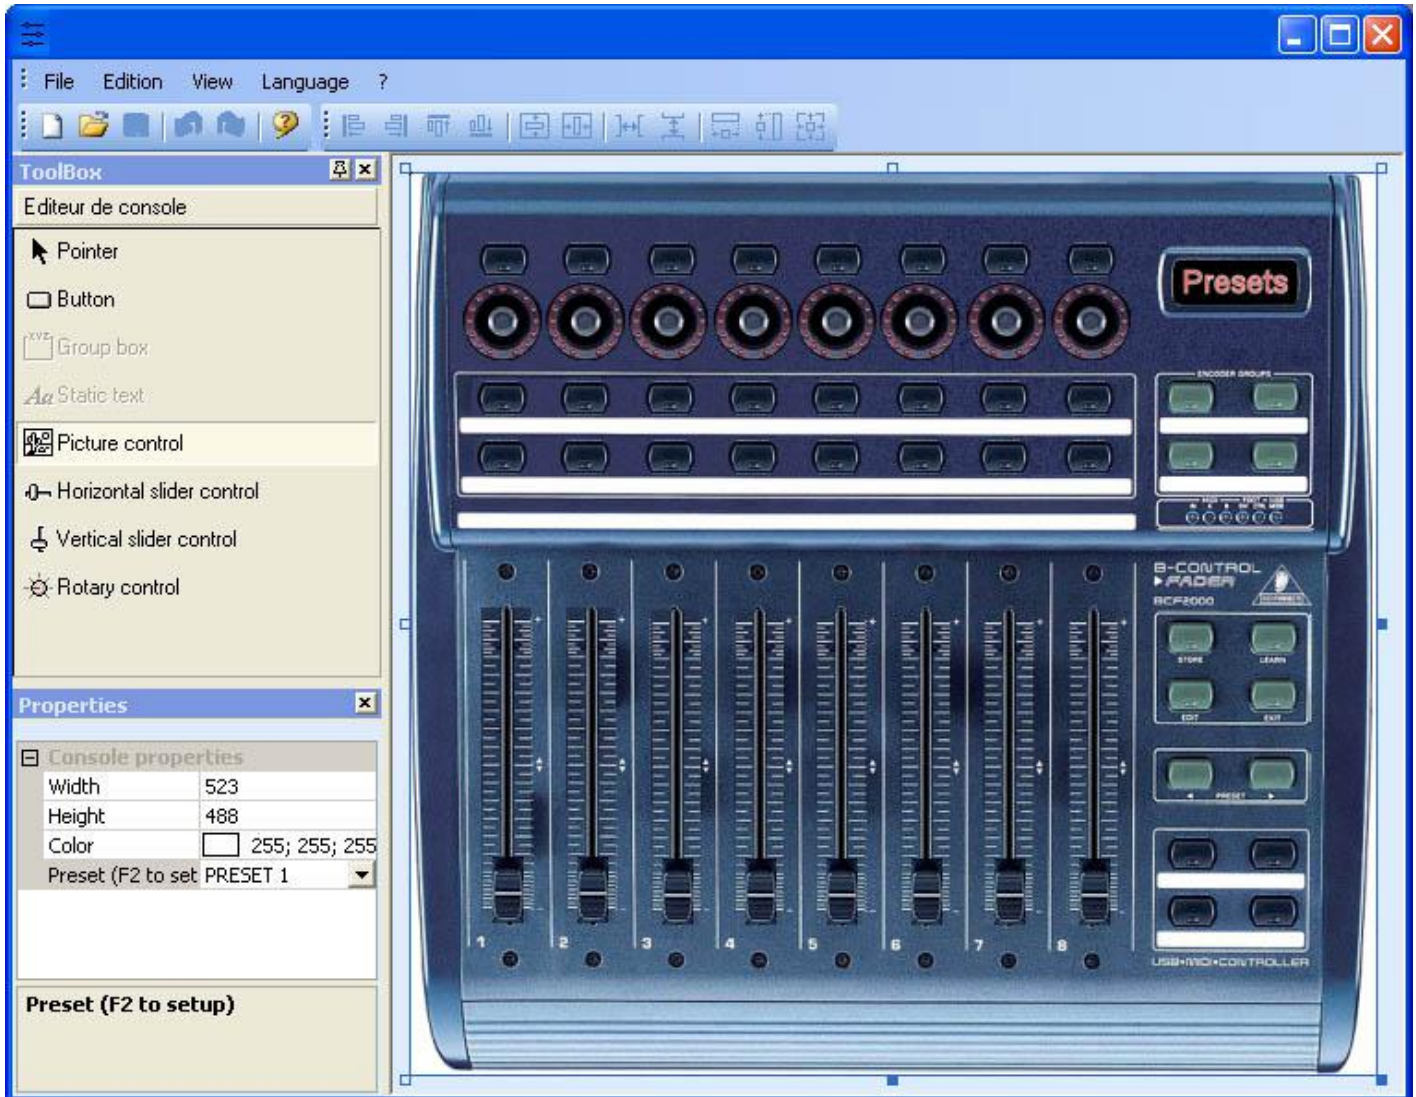 File Edition View Language ?
ToolBox
Editeur de console
Pointer
Button
Group box
Static text
Picture control
Horizontal slider control
Vertical slider control
Rotary control
Properties
Console properties
Width 523
Height 488
Color 255; 255; 255
Preset (F2 to set PRESET 1
Preset (F2 to setup)
Presets
ENCODER GROUPS
B-CONTROL
FADER
BCF2000
STORE LEARN
EDIT EXIT
PRESET
1 2 3 4 5 6 7 8
USB•MIDI•CONTROLLER